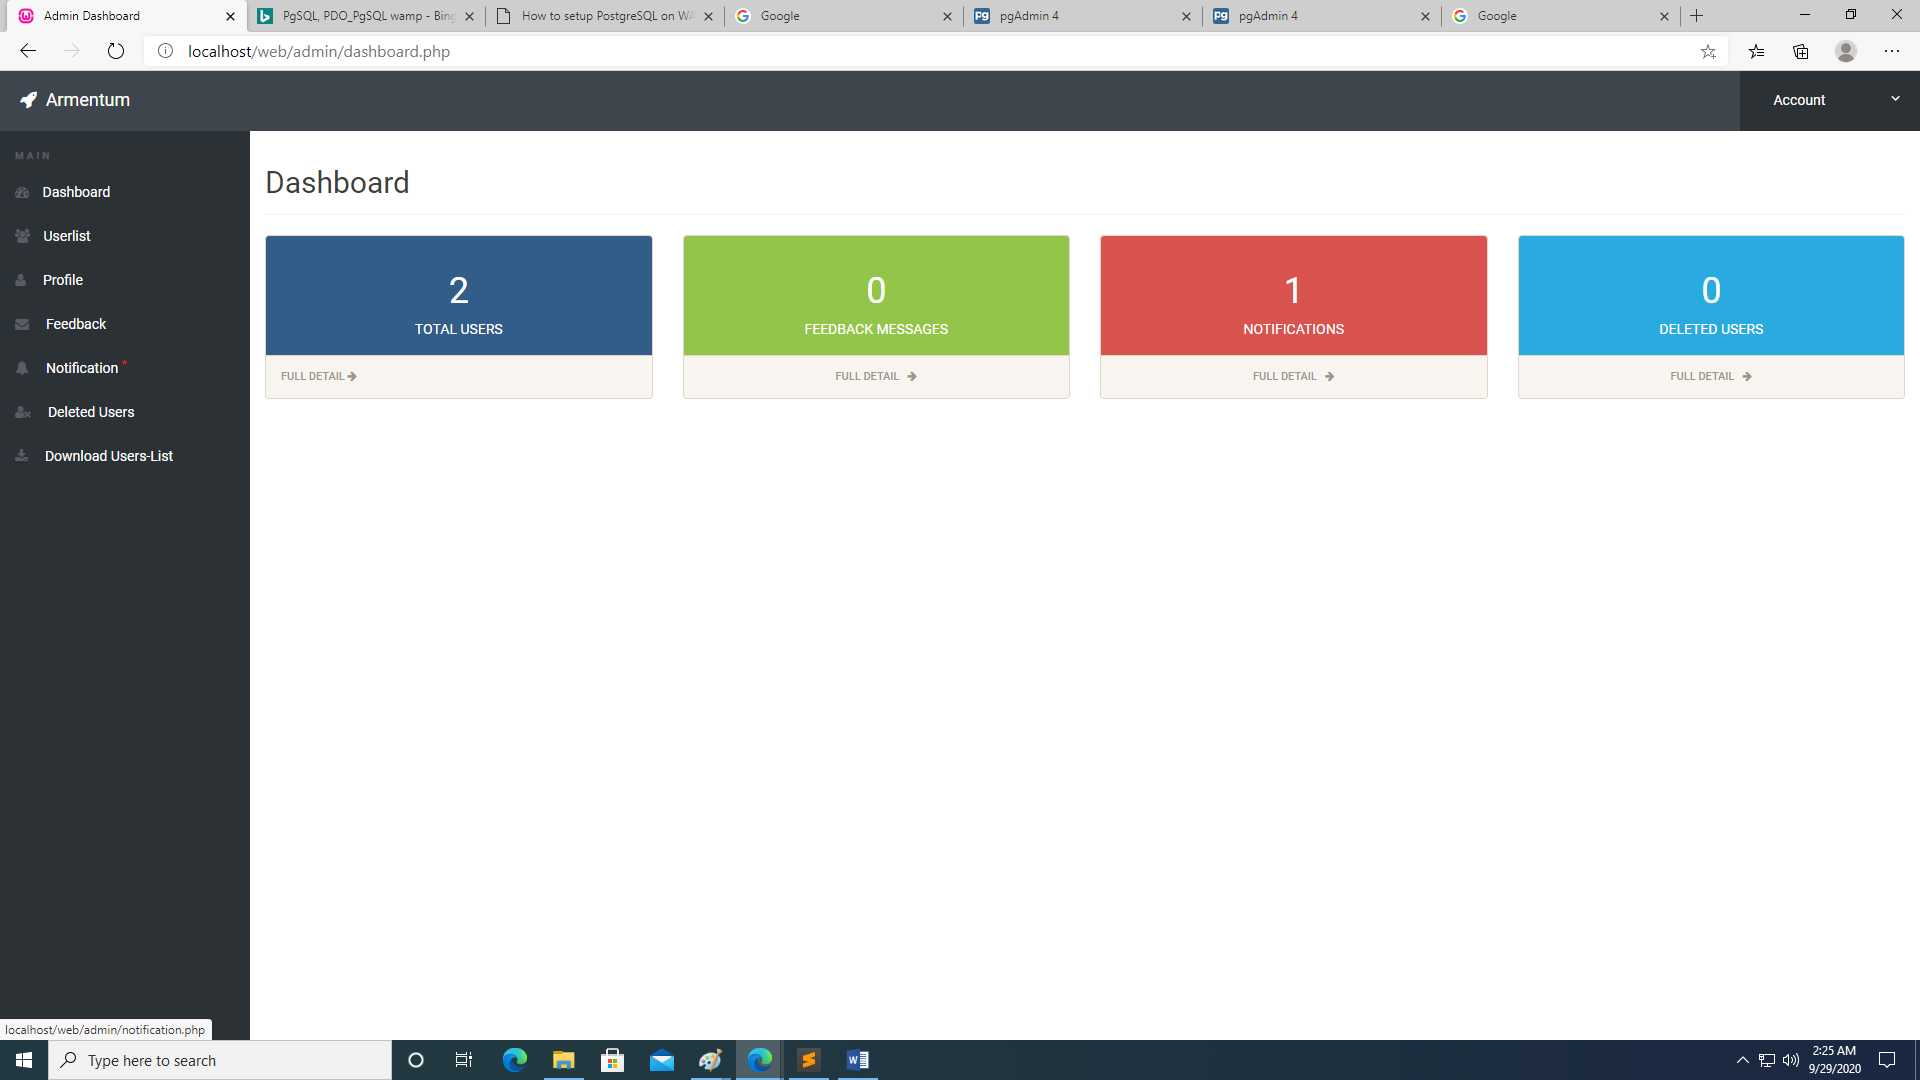 Admin Dashboard
PgSQL, PDO_PgSQL wamp - Bing
How to setup PostgreSQL on WA
Google
pgAdmin 4
pgAdmin 4
Google
localhost/web/admin/dashboard.php
Armentum
Account
MAIN
Dashboard
Userlist
Profile
Feedback
Notification *
Deleted Users
Download Users-List
Dashboard
2
TOTAL USERS
FULL DETAIL
0
FEEDBACK MESSAGES
FULL DETAIL
1
NOTIFICATIONS
FULL DETAIL
0
DELETED USERS
FULL DETAIL
localhost/web/admin/notification.php
Type here to search
2:25 AM
9/29/2020